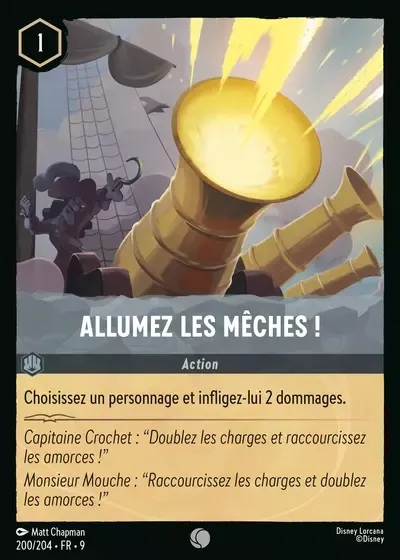 1
ALLUMEZ LES MÊCHES !
Action
Choisissez un personnage et infligez-lui 2 dommages.
Capitaine Crochet : “Doublez les charges et raccourcissez
les amorces !”
Monsieur Mouche : “Raccourcissez les charges et doublez
les amorces !”
Matt Chapman
200/204 • FR • 9
Disney Lorcana
©Disney